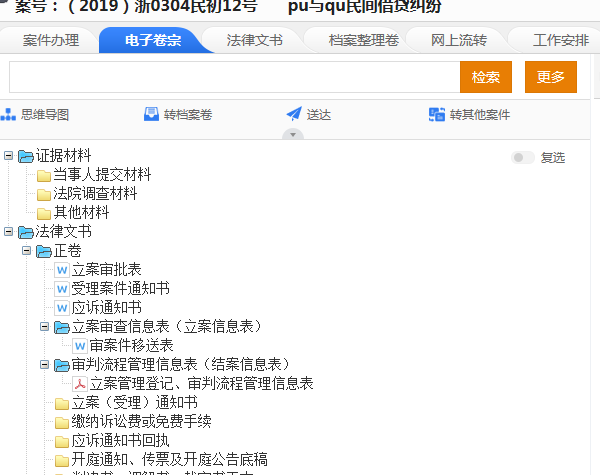 案号：（2019）浙0304民初12号 pu与qu民间借贷纠纷
案件办理 电子卷宗 法律文书 档案整理卷 网上流转 工作安排
检索 更多
思维导图 转档案卷 送达 转其他案件
证据材料 复选
当事人提交材料
法院调查材料
其他材料
法律文书
正卷
立案审批表
受理案件通知书
应诉通知书
立案审查信息表（立案信息表）
审案件移送表
审判流程管理信息表（结案信息表）
立案管理登记、审判流程管理信息表
立案（受理）通知书
缴纳诉讼费或免费手续
应诉通知书回执
开庭通知、传票及开庭公告底稿